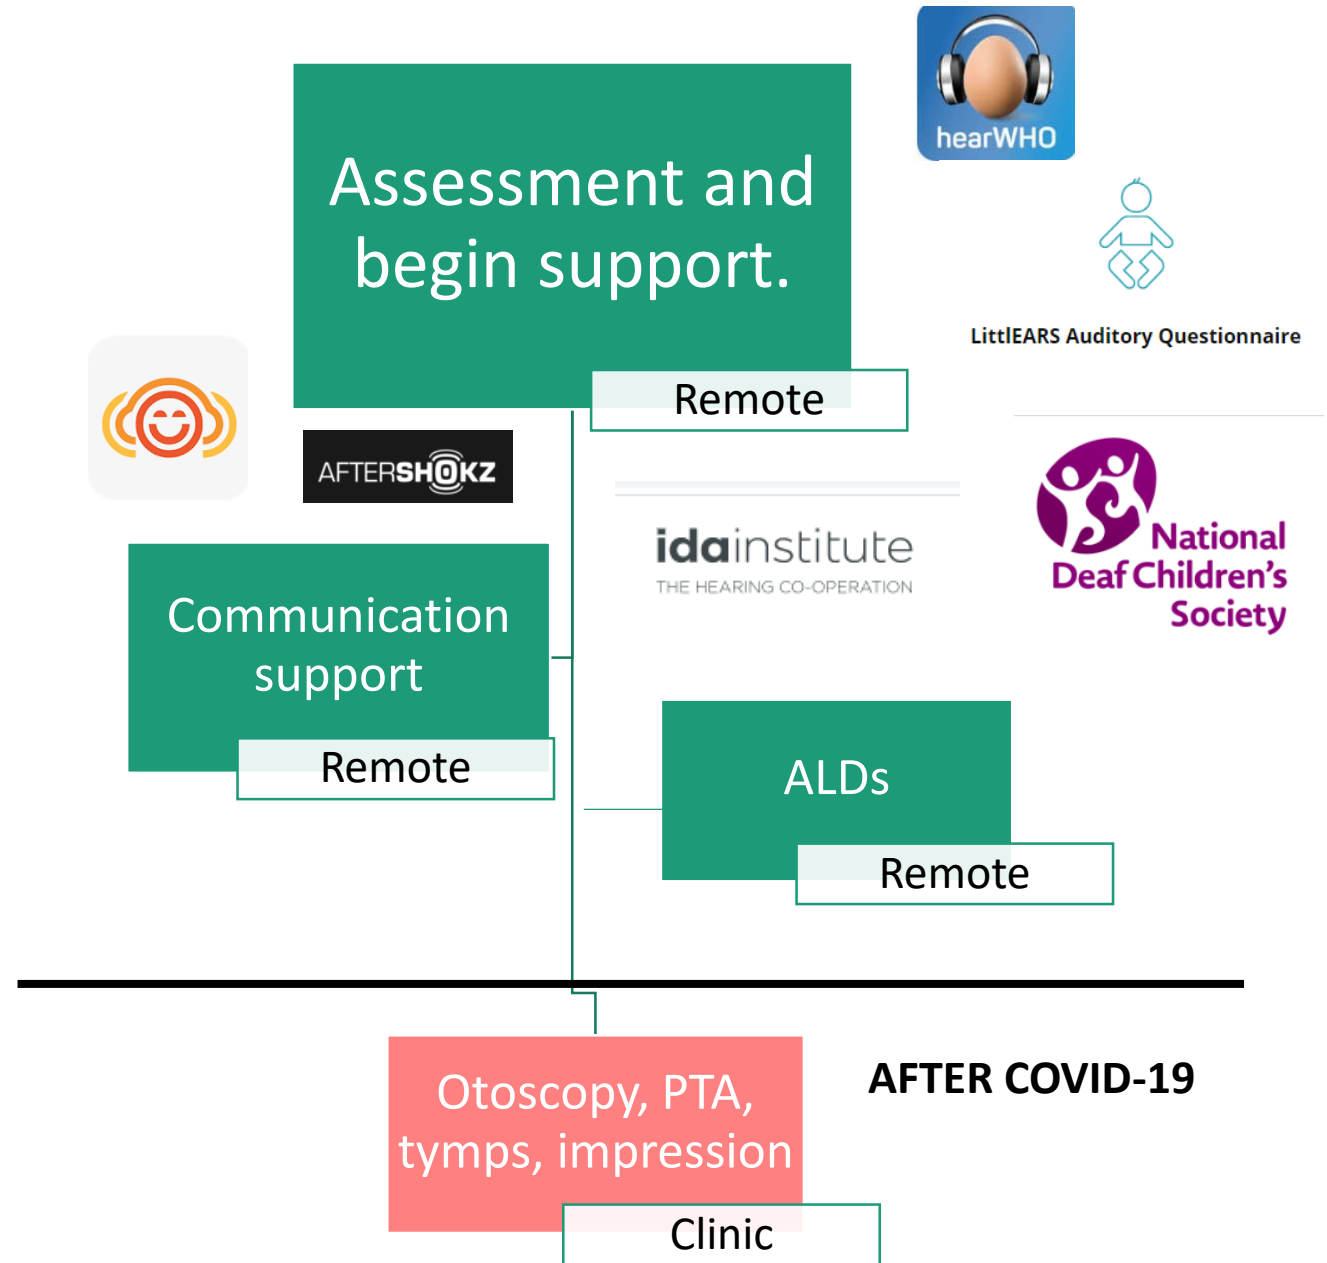 hearWHO
Assessment and
begin support.
Remote
LittlEARS Auditory Questionnaire
AFTERSHOKZ
idainstitute
THE HEARING CO-OPERATION
National
Deaf Children's
Society
Communication
support
Remote
ALDs
Remote
AFTER COVID-19
Otoscopy, PTA,
tymps, impression
Clinic